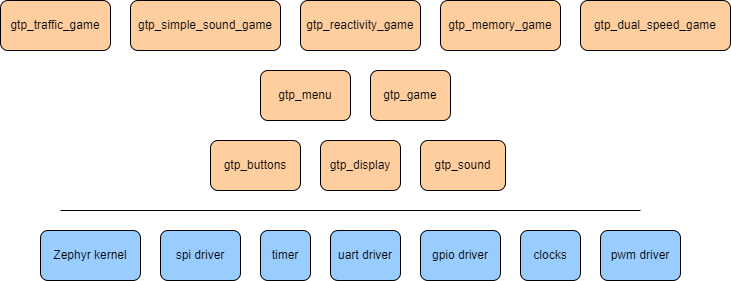 gtp_traffic_game
gtp_simple_sound_game
gtp_reactivity_game
gtp_memory_game
gtp_dual_speed_game
gtp_menu
gtp_game
gtp_buttons
gtp_display
gtp_sound
Zephyr kernel
spi driver
timer
uart driver
gpio driver
clocks
pwm driver